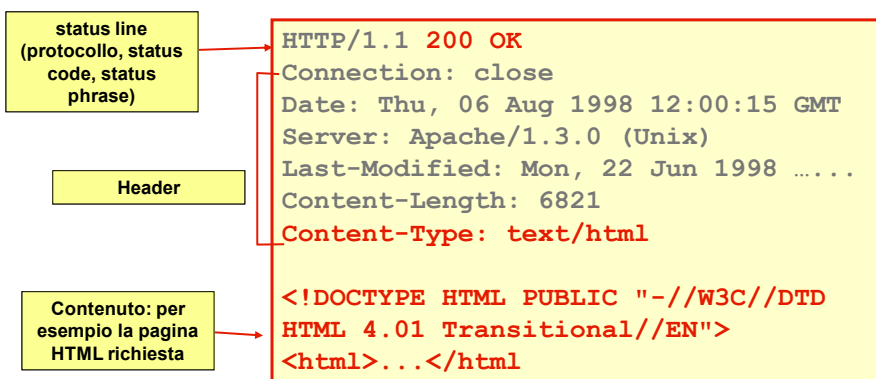 status line
(protocollo, status
code, status
phrase)
HTTP/1.1 200 OK
Connection: close
Date: Thu, 06 Aug 1998 12:00:15 GMT
Server: Apache/1.3.0 (Unix)
Last-Modified: Mon, 22 Jun 1998 …...
Content-Length: 6821
Content-Type: text/html
Header
<!DOCTYPE HTML PUBLIC "-//W3C//DTD
HTML 4.01 Transitional//EN">
<html>...</html
Contenuto: per
esempio la pagina
HTML richiesta